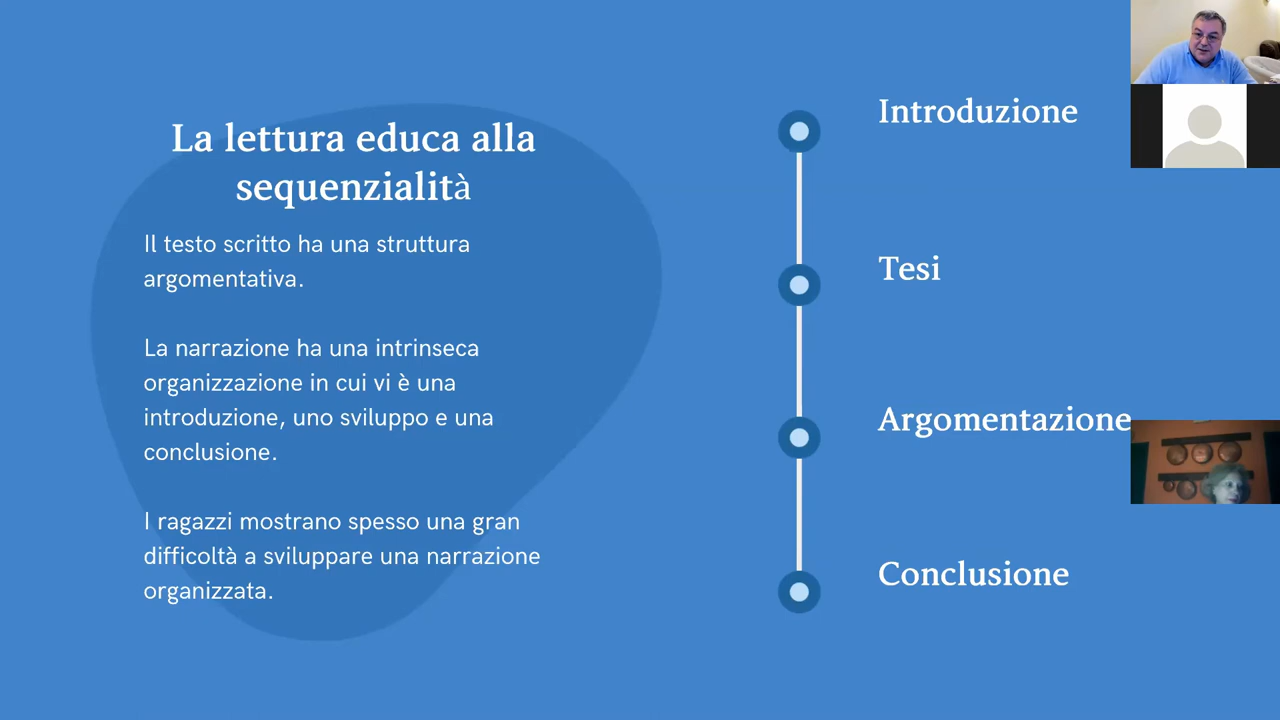 La lettura educa alla
sequenzialità
Il testo scritto ha una struttura
argomentativa.
La narrazione ha una intrinseca
organizzazione in cui vi è una
introduzione, uno sviluppo e una
conclusione.
I ragazzi mostrano spesso una gran
difficoltà a sviluppare una narrazione
organizzata.
Introduzione
Tesi
Argomentazione
Conclusione